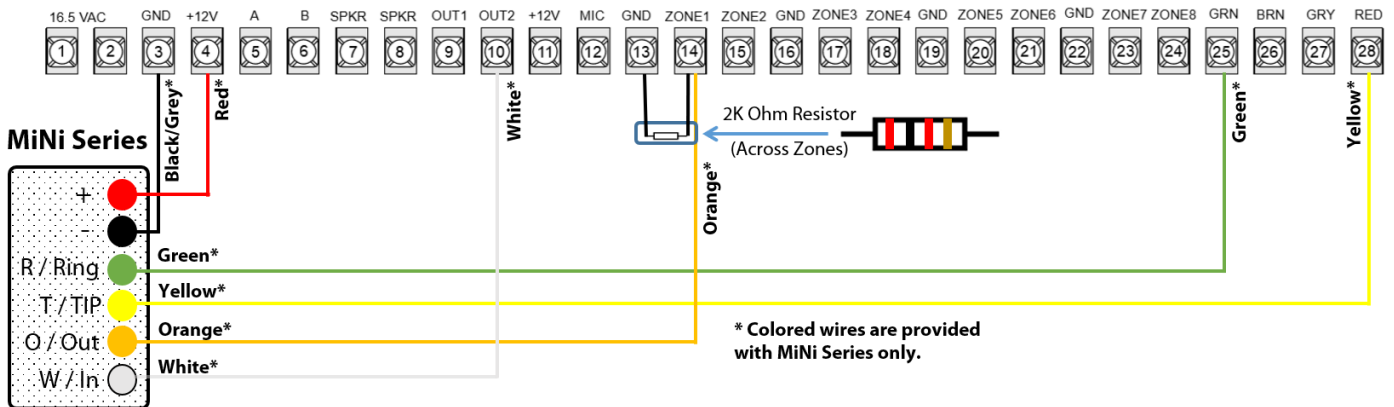 16.5 VAC GND +12V A B SPKR SPKR OUT1 OUT2 +12V MIC GND ZONE1 ZONE2 GND ZONE3 ZONE4 GND ZONE5 ZONE6 GND ZONE7 ZONE8 GRN BRN GRY RED
1 2 3 4 5 6 7 8 9 10 11 12 13 14 15 16 17 18 19 20 21 22 23 24 25 26 27 28
Black/Grey*
Red*
White*
Orange*
Green*
Yellow*
2K Ohm Resistor
(Across Zones)
MiNi Series
+
-
R / Ring
Green*
T / TIP
Yellow*
O / Out
Orange*
W / In
White*
* Colored wires are provided
with MiNi Series only.